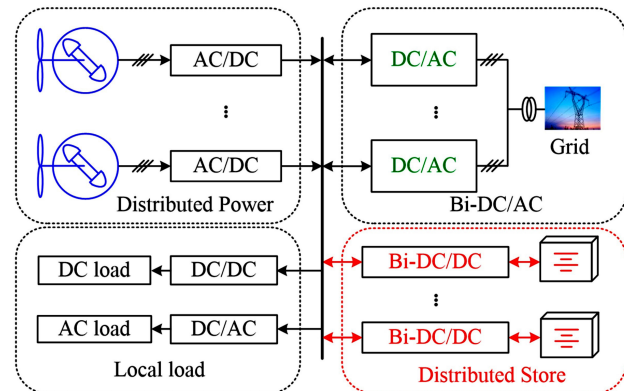 AC/DC
AC/DC
Distributed Power
DC/AC
DC/AC
Grid
Bi-DC/AC
DC load
DC/DC
AC load
DC/AC
Local load
Bi-DC/DC
Bi-DC/DC
Distributed Store